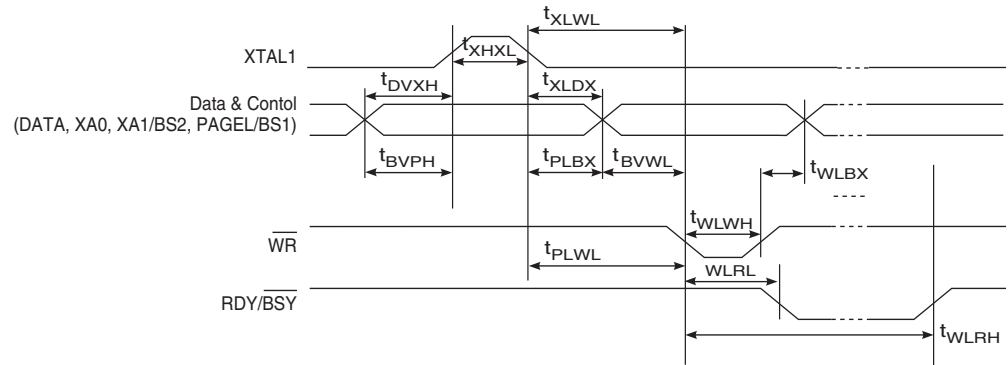 tXLWL
XTAL1
tXHXL
tDVXH
tXLDX
Data & Contol
(DATA, XA0, XA1/BS2, PAGEL/BS1)
tBVPH
tPLBX
tBVWL
tWLBX
tWLWH
WR
tPLWL
WLRL
RDY/BSY
tWLRH